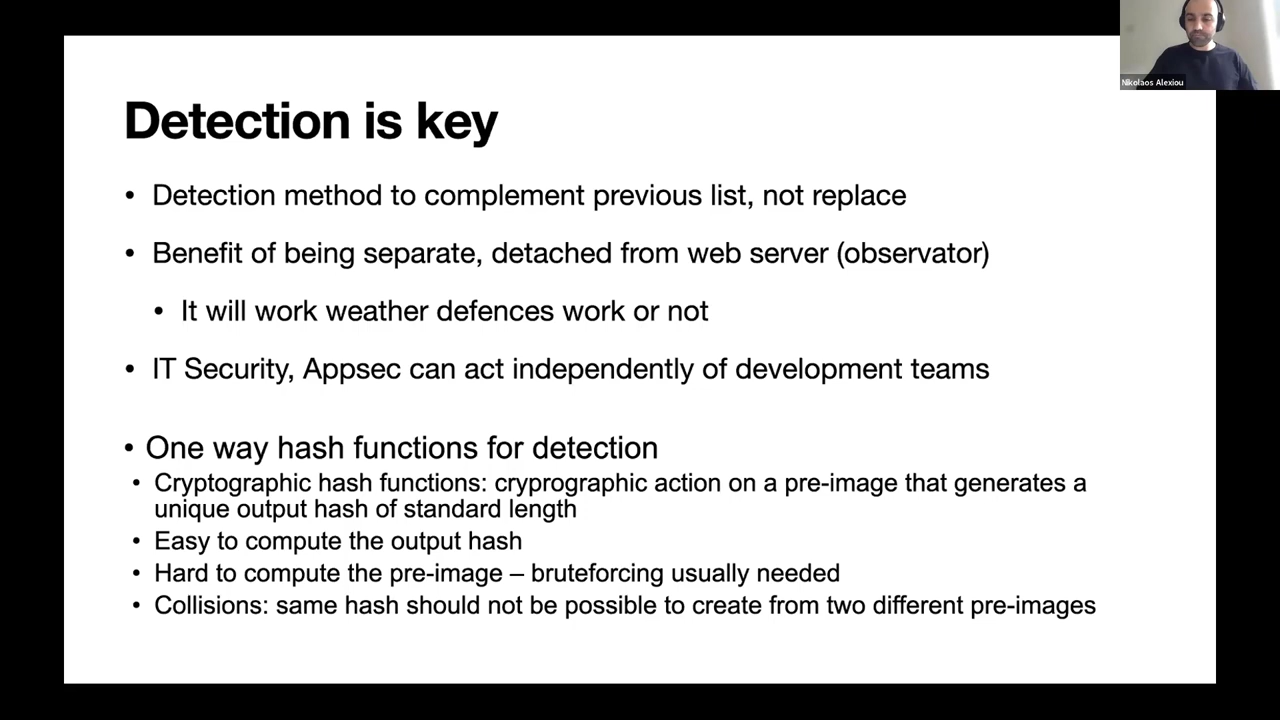 Nikolaos Alexiou
Detection is key
• Detection method to complement previous list, not replace
• Benefit of being separate, detached from web server (observator)
• It will work weather defences work or not
• IT Security, Appsec can act independently of development teams
• One way hash functions for detection
• Cryptographic hash functions: cryprographic action on a pre-image that generates a
unique output hash of standard length
• Easy to compute the output hash
• Hard to compute the pre-image – bruteforcing usually needed
• Collisions: same hash should not be possible to create from two different pre-images